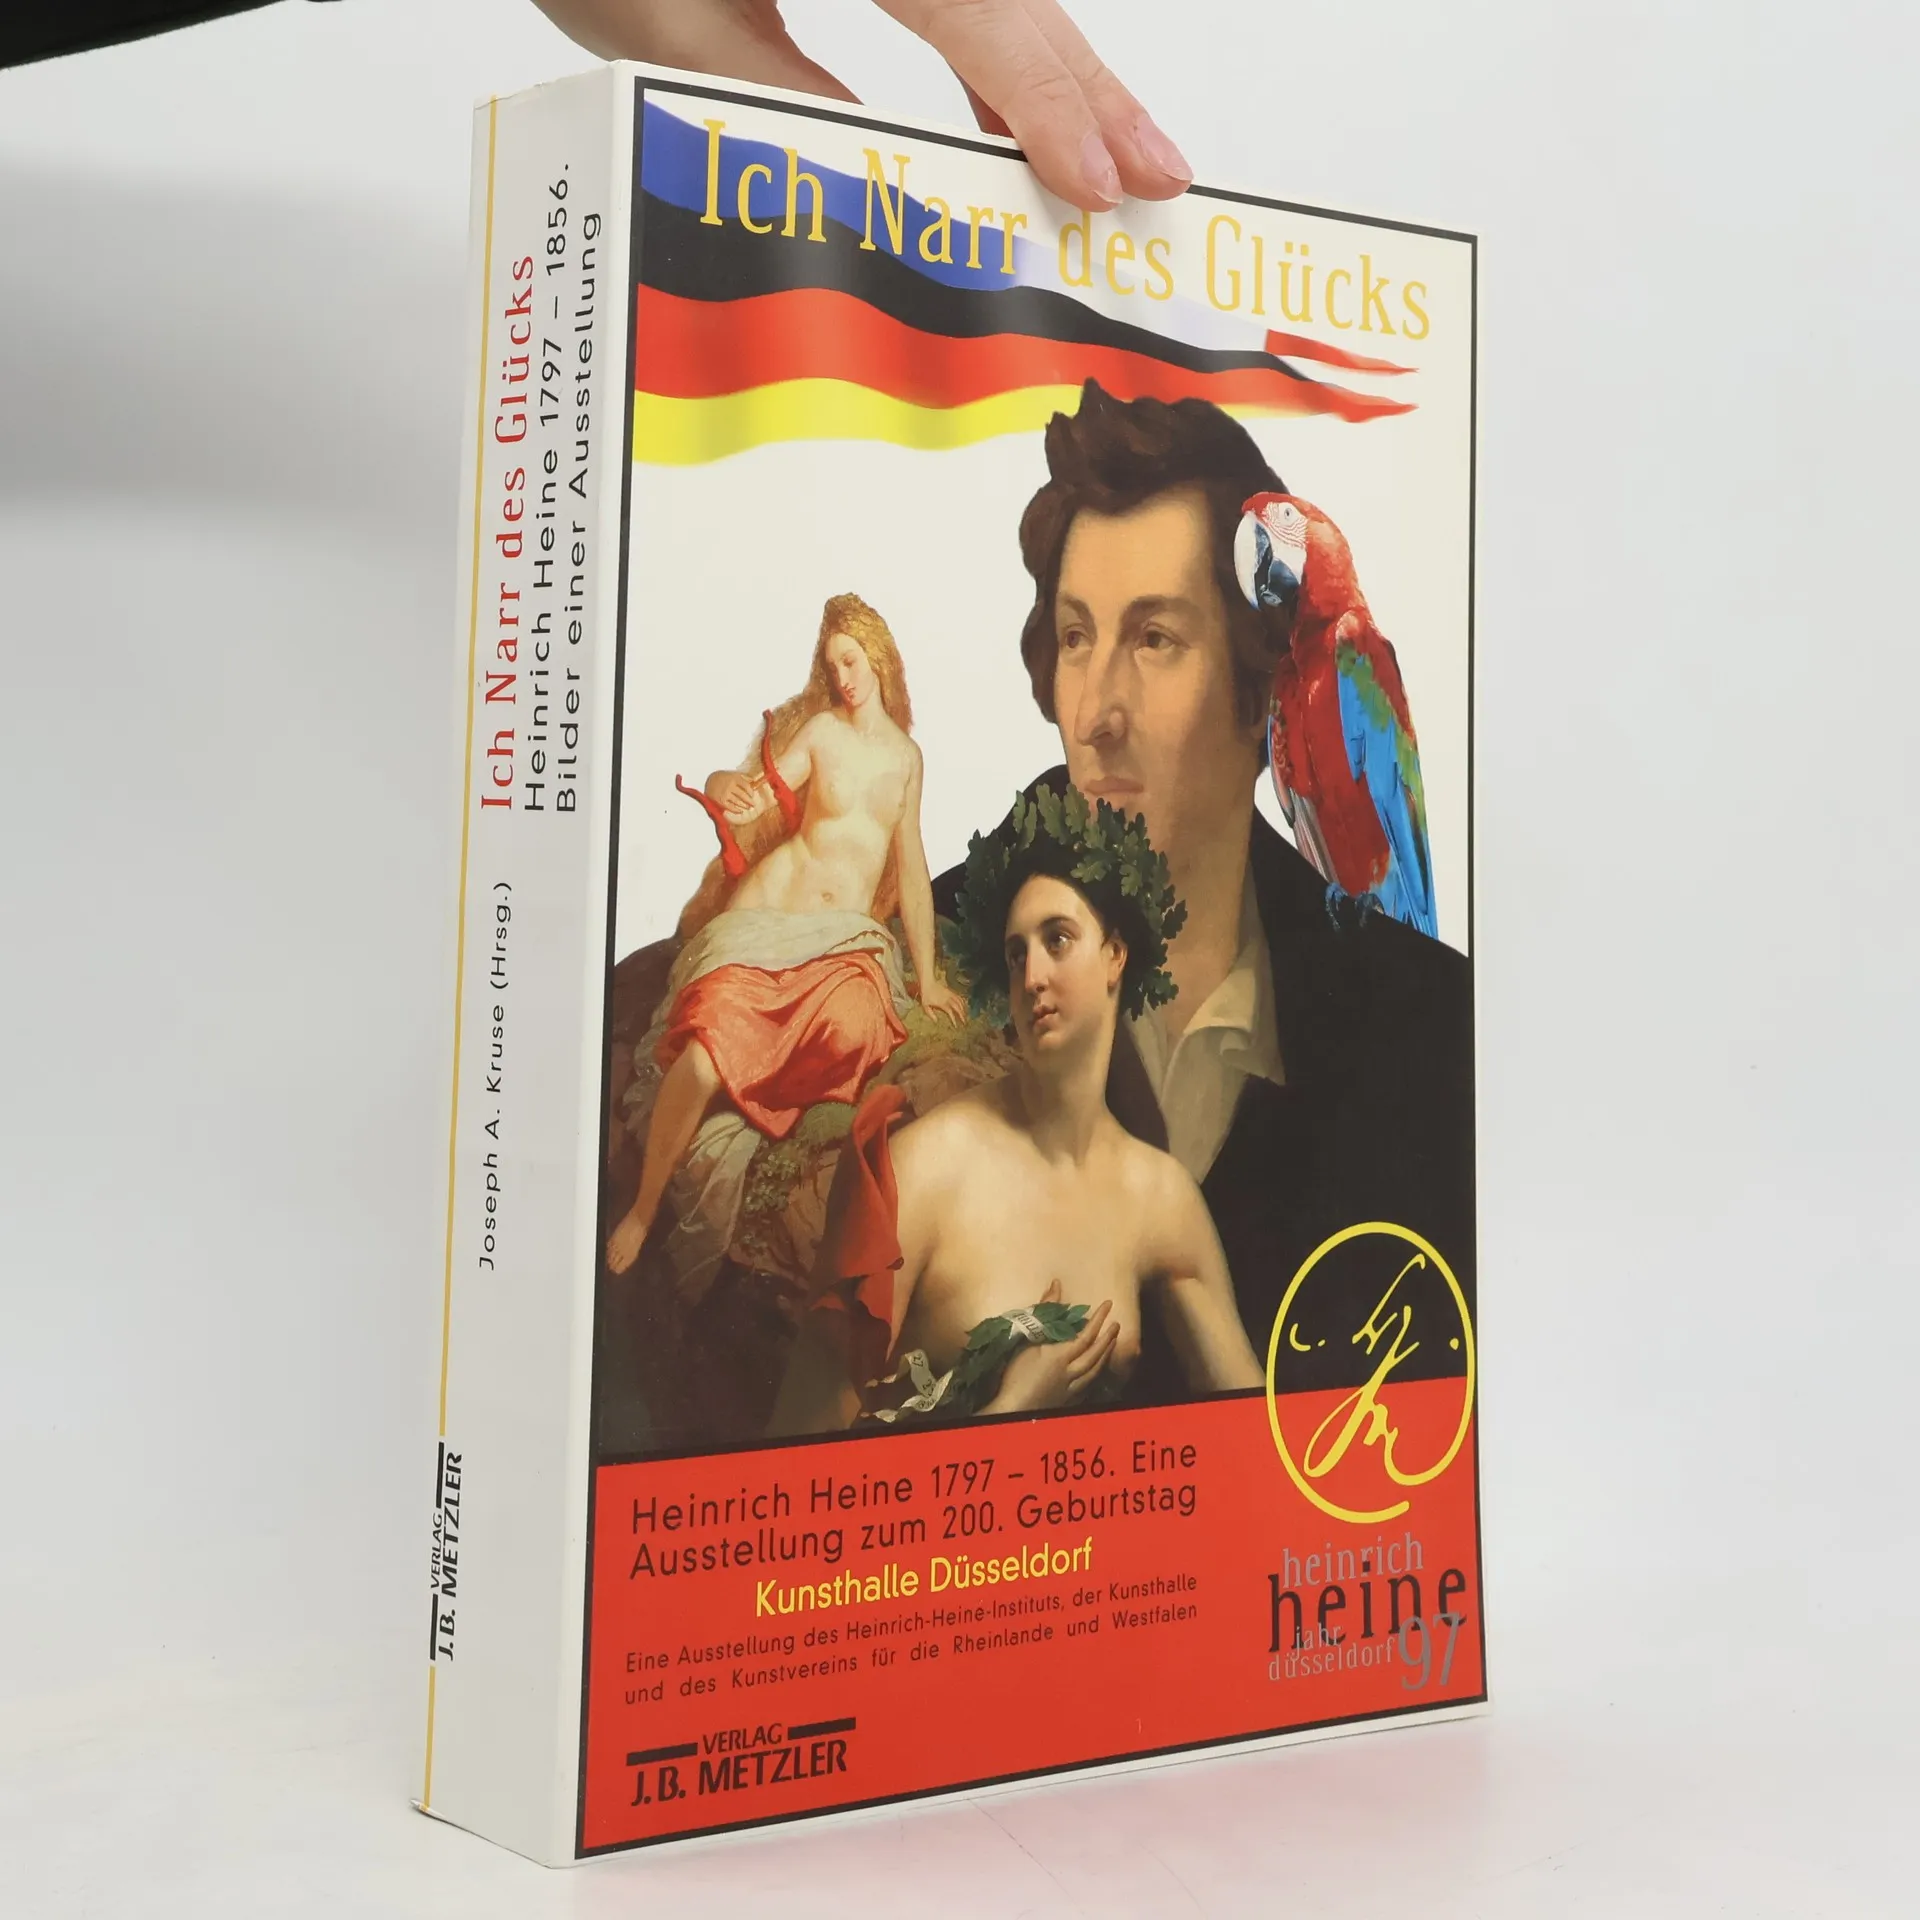 Ich Narr des Glücks
Heinrich Heine 1797 – 1856.
Bilder einer Ausstellung
Joseph A. Kruse (Hrsg.)
VERLAG
J.B. METZLER
Ich Narr des Glücks
Heinrich Heine 1797 – 1856. Eine
Ausstellung zum 200. Geburtstag
Kunsthalle Düsseldorf
Eine Ausstellung des Heinrich-Heine-Instituts, der Kunsthalle
und des Kunstvereins für die Rheinlande und Westfalen
heinrich
heine
jahr
düsseldorf 97
VERLAG
J.B. METZLER